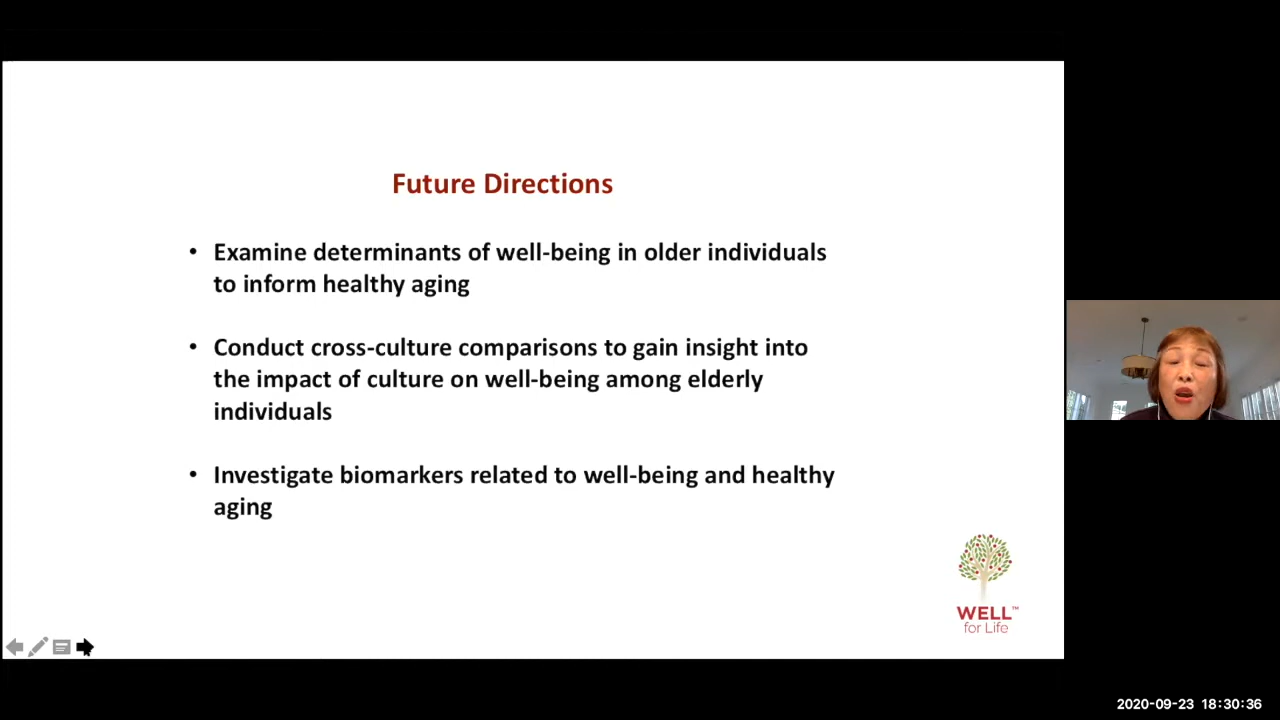 Future Directions
• Examine determinants of well-being in older individuals
to inform healthy aging
• Conduct cross-culture comparisons to gain insight into
the impact of culture on well-being among elderly
individuals
• Investigate biomarkers related to well-being and healthy
aging
WELL™
for Life
2020-09-23 18:30:36